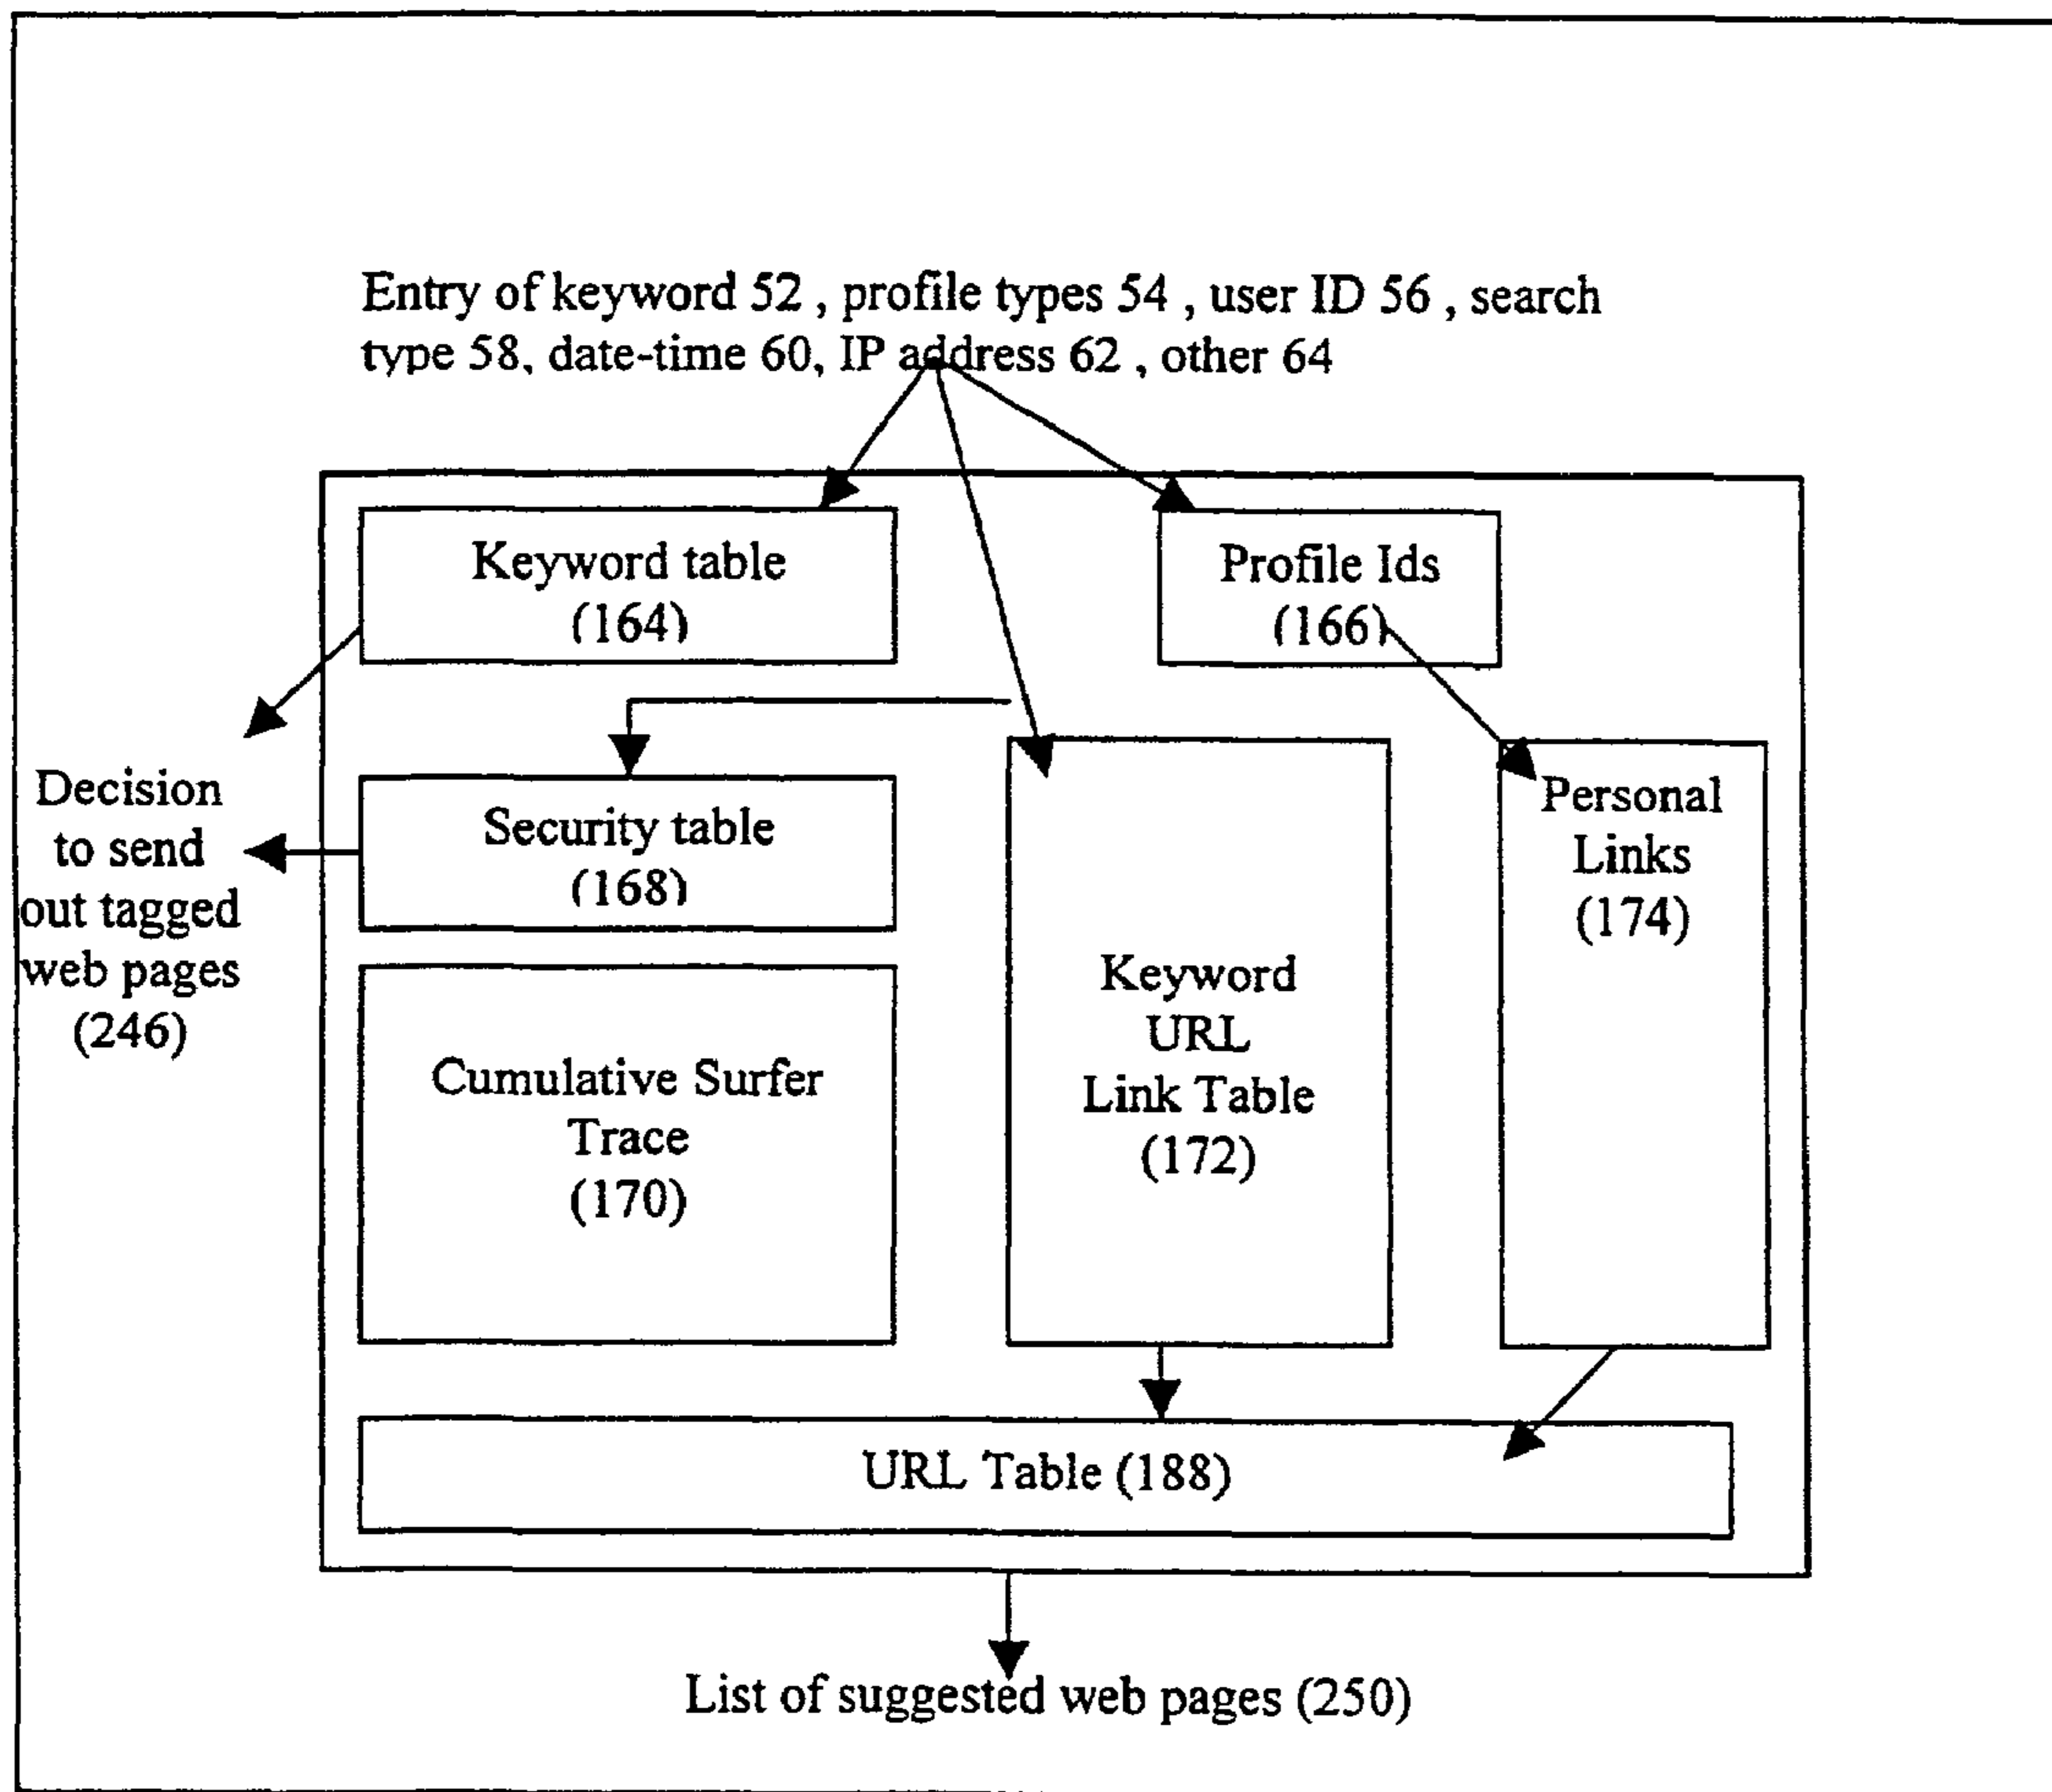 Entry of keyword 52 , profile types 54 , user ID 56 , search
type 58, date-time 60, IP address 62 , other 64
Keyword table
(164)
Profile Ids
(166)
Decision
to send
out tagged
web pages
(246)
Security table
(168)
Cumulative Surfer
Trace
(170)
Keyword
URL
Link Table
(172)
Personal
Links
(174)
URL Table (188)
List of suggested web pages (250)